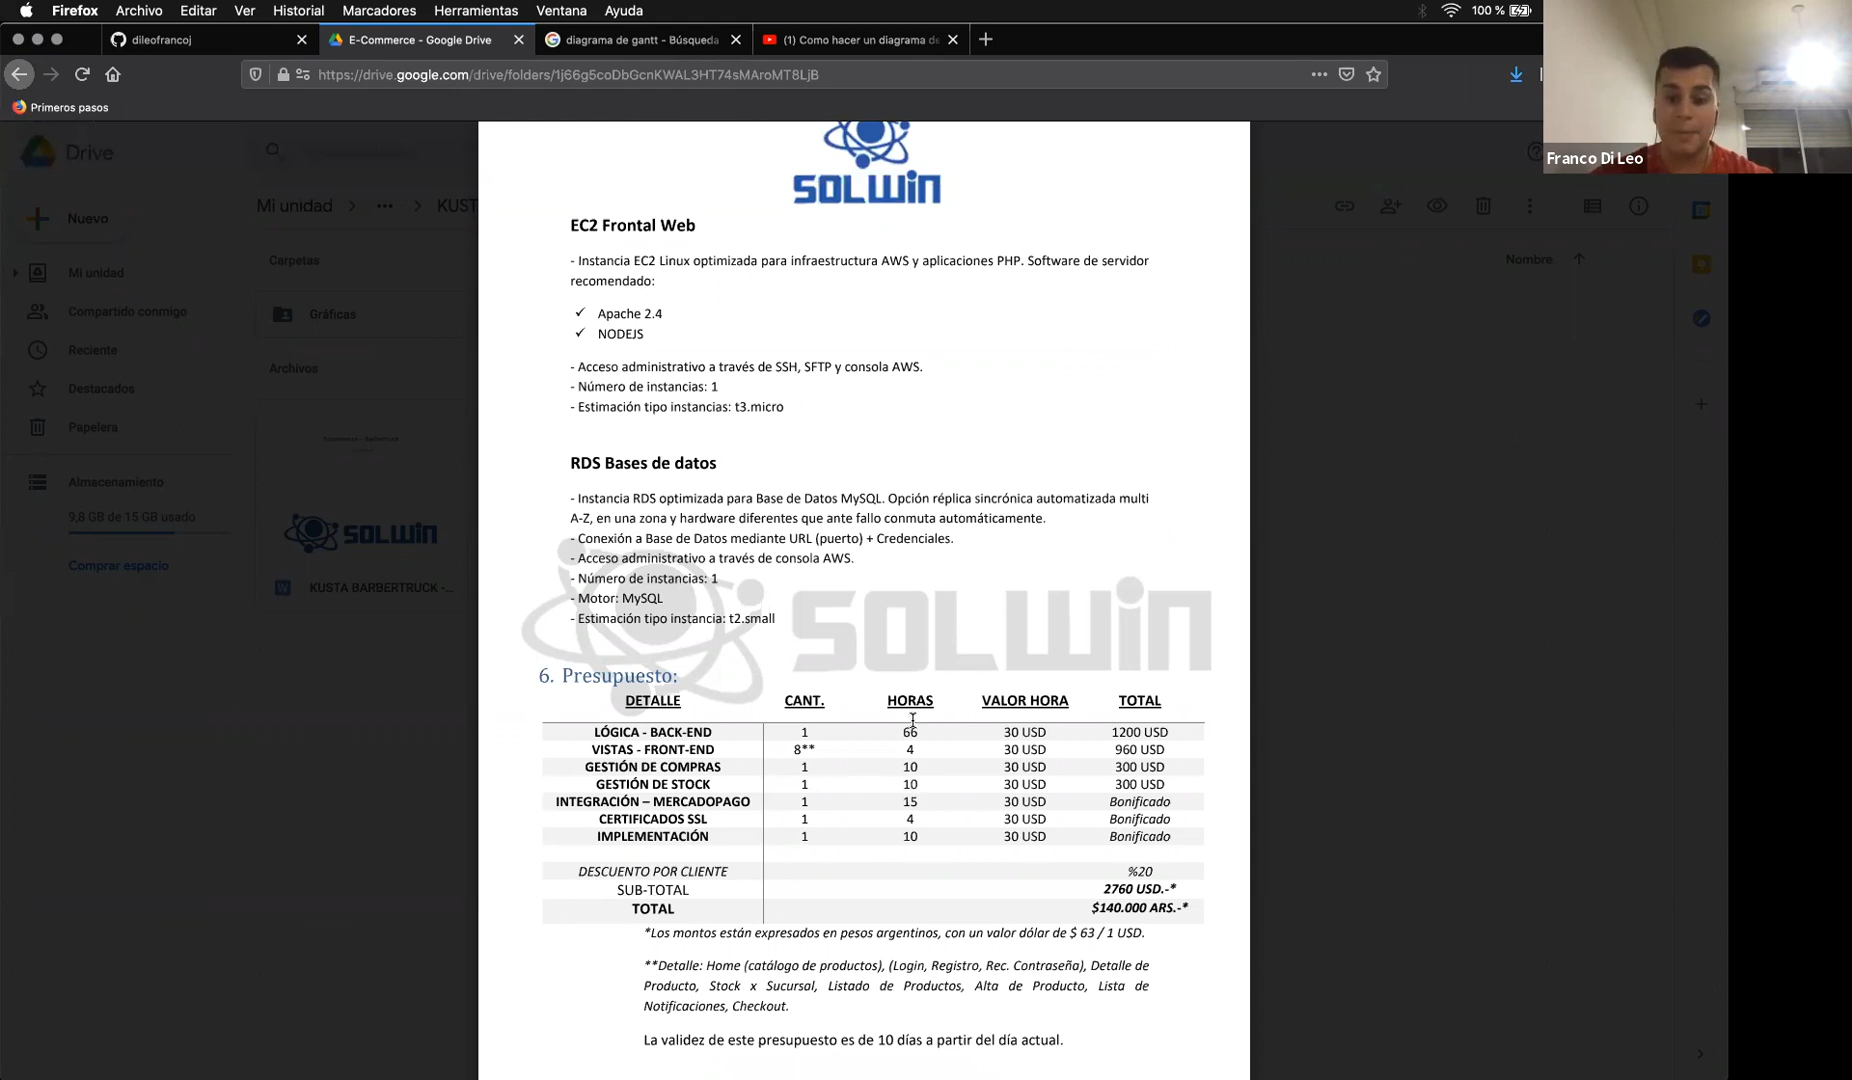 Firefox Archivo Editar Ver Historial Marcadores Herramientas Ventana Ayuda 100 %
dileofrancoj E-Commerce - Google Drive diagrama de gantt - Búsqueda (1) Como hacer un diagrama de
https://drive.google.com/drive/folders/1j66g5coDbGcnKWAL3HT74sMAroMT8LjB
Primeros pasos
Franco Di Leo
Drive
Mi unidad ··· KUST
Nuevo
Mi unidad
Compartido conmigo
Reciente
Destacados
Papelera
Almacenamiento
9,8 GB de 15 GB usado
Comprar espacio
Carpetas
Gráficas
Archivos
SOLWIN
KUSTA BARBERTRUCK -...
Nombre
SOLWIN
EC2 Frontal Web
- Instancia EC2 Linux optimizada para infraestructura AWS y aplicaciones PHP. Software de servidor
recomendado:
✓ Apache 2.4
✓ NODEJS
- Acceso administrativo a través de SSH, SFTP y consola AWS.
- Número de instancias: 1
- Estimación tipo instancias: t3.micro
RDS Bases de datos
- Instancia RDS optimizada para Base de Datos MySQL. Opción réplica sincrónica automatizada multi
A-Z, en una zona y hardware diferentes que ante fallo conmuta automáticamente.
- Conexión a Base de Datos mediante URL (puerto) + Credenciales.
- Acceso administrativo a través de consola AWS.
- Número de instancias: 1
- Motor: MySQL
- Estimación tipo instancia: t2.small
SOLWIN
6. Presupuesto:
DETALLE CANT. HORAS VALOR HORA TOTAL
LÓGICA - BACK-END 1 66 30 USD 1200 USD
VISTAS - FRONT-END 8** 4 30 USD 960 USD
GESTIÓN DE COMPRAS 1 10 30 USD 300 USD
GESTIÓN DE STOCK 1 10 30 USD 300 USD
INTEGRACIÓN – MERCADOPAGO 1 15 30 USD Bonificado
CERTIFICADOS SSL 1 4 30 USD Bonificado
IMPLEMENTACIÓN 1 10 30 USD Bonificado
DESCUENTO POR CLIENTE %20
SUB-TOTAL 2760 USD.-*
TOTAL $140.000 ARS.-*
*Los montos están expresados en pesos argentinos, con un valor dólar de $ 63 / 1 USD.
**Detalle: Home (catálogo de productos), (Login, Registro, Rec. Contraseña), Detalle de
Producto, Stock x Sucursal, Listado de Productos, Alta de Producto, Lista de
Notificaciones, Checkout.
La validez de este presupuesto es de 10 días a partir del día actual.